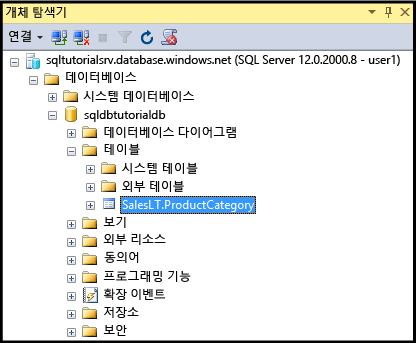 개체 탐색기
연결
sqltutorialsrv.database.windows.net (SQL Server 12.0.2000.8 - user1)
데이터베이스
시스템 데이터베이스
sqldbtutorialdb
데이터베이스 다이어그램
테이블
시스템 테이블
외부 테이블
SalesLT.ProductCategory
보기
외부 리소스
동의어
프로그래밍 기능
확장 이벤트
저장소
보안